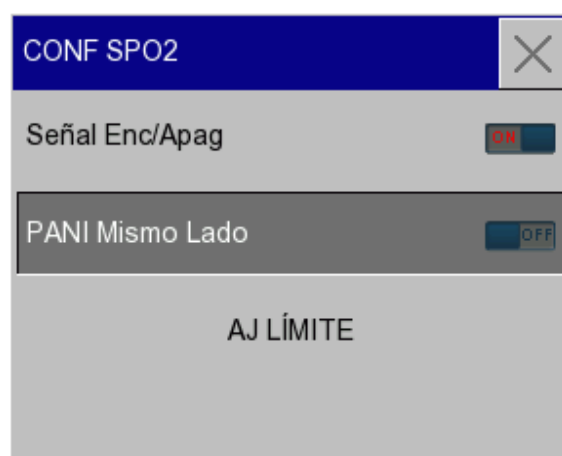 CONF SPO2
Señal Enc/Apag ON
PANI Mismo Lado OFF
AJ LÍMITE